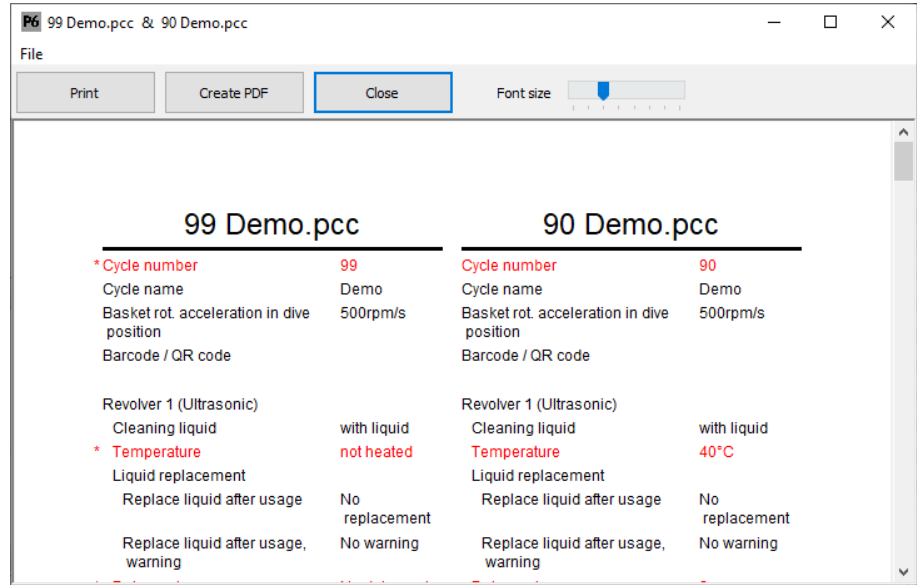 P6 99 Demo.pcc & 90 Demo.pcc
File
Print Create PDF Close Font size
99 Demo.pcc 90 Demo.pcc
* Cycle number 99 Cycle number 90
Cycle name Demo Cycle name Demo
Basket rot. acceleration in dive 500rpm/s Basket rot. acceleration in dive 500rpm/s
position position
Barcode / QR code Barcode / QR code
Revolver 1 (Ultrasonic) Revolver 1 (Ultrasonic)
Cleaning liquid with liquid Cleaning liquid with liquid
* Temperature not heated Temperature 40°C
Liquid replacement Liquid replacement
Replace liquid after usage No Replace liquid after usage No
replacement replacement
Replace liquid after usage, No warning Replace liquid after usage, No warning
warning warning